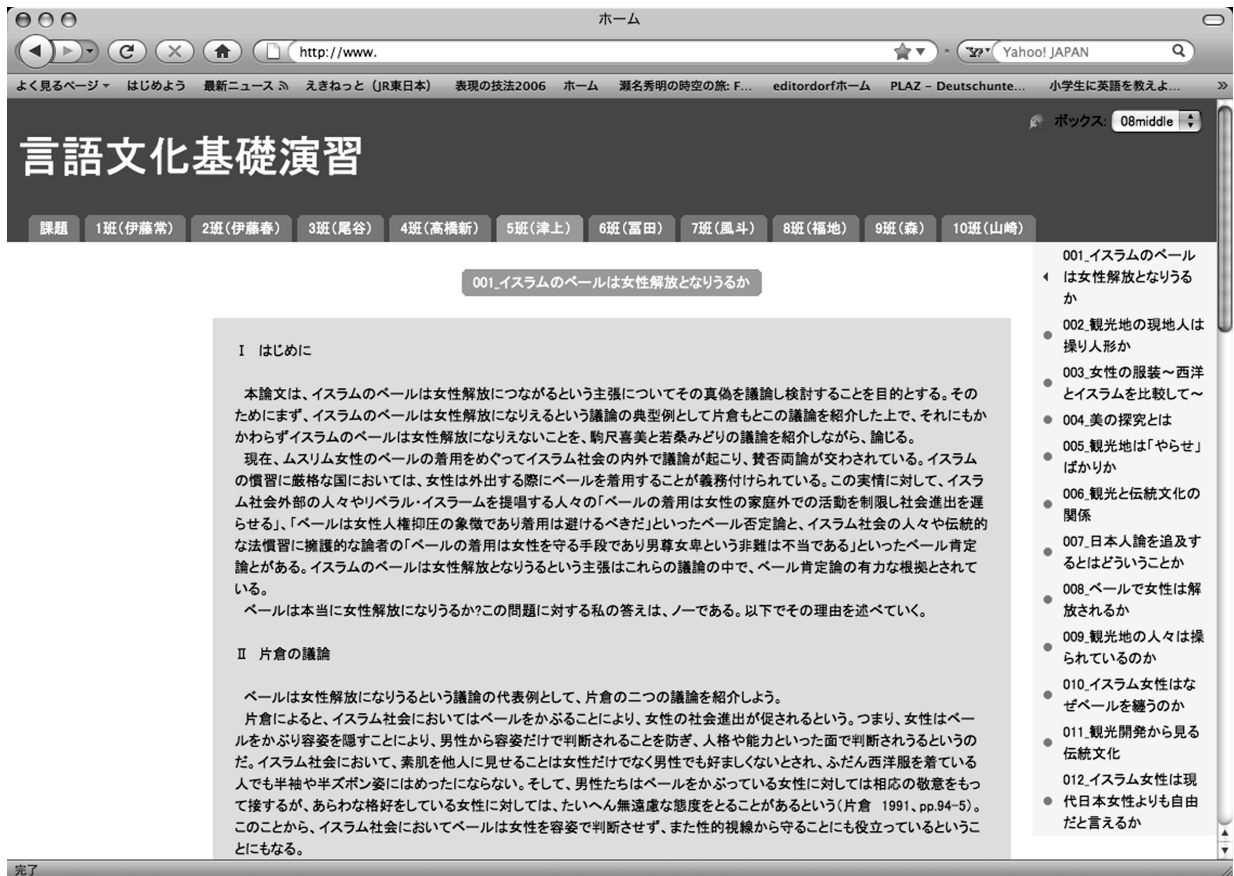 ホーム
http://www.
Yahoo! JAPAN
よく見るページ はじめよう 最新ニュース えきねっと（JR東日本） 表現の技法2006 ホーム 瀬名秀明の時空の旅: F... editordorfホーム PLAZ – Deutschunte... 小学生に英語を教えよ... »
ボックス: 08middle
言語文化基礎演習
課題 1班（伊藤常） 2班（伊藤春） 3班（尾谷） 4班（高橋新） 5班（津上） 6班（冨田） 7班（風斗） 8班（福地） 9班（森） 10班（山崎）
001_イスラムのベールは女性解放となりうるか
Ⅰ はじめに
本論文は、イスラムのベールは女性解放につながるという主張についてその真偽を議論し検討することを目的とする。その
ためにまず、イスラムのベールは女性解放になりえるという議論の典型例として片倉もとこの議論を紹介した上で、それにもか
かわらずイスラムのベールは女性解放になりえないことを、駒尺喜美と若桑みどりの議論を紹介しながら、論じる。
現在、ムスリム女性のベールの着用をめぐってイスラム社会の内外で議論が起こり、賛否両論が交わされている。イスラム
の慣習に厳格な国においては、女性は外出する際にベールを着用することが義務付けられている。この実情に対して、イスラ
ム社会外部の人々やリベラル・イスラームを提唱する人々の「ベールの着用は女性の家庭外での活動を制限し社会進出を遅
らせる」、「ベールは女性人権抑圧の象徴であり着用は避けるべきだ」といったベール否定論と、イスラム社会の人々や伝統的
な法慣習に擁護的な論者の「ベールの着用は女性を守る手段であり男尊女卑という非難は不当である」といったベール肯定
論とがある。イスラムのベールは女性解放となりうるという主張はこれらの議論の中で、ベール肯定論の有力な根拠とされて
いる。
ベールは本当に女性解放になりうるか?この問題に対する私の答えは、ノーである。以下でその理由を述べていく。
Ⅱ 片倉の議論
ベールは女性解放になりうるという議論の代表例として、片倉の二つの議論を紹介しよう。
片倉によると、イスラム社会においてはベールをかぶることにより、女性の社会進出が促されるという。つまり、女性はベー
ルをかぶり容姿を隠すことにより、男性から容姿だけで判断されることを防ぎ、人格や能力といった面で判断されうるというの
だ。イスラム社会において、素肌を他人に見せることは女性だけでなく男性でも好ましくないとされ、ふだん西洋服を着ている
人でも半袖や半ズボン姿にはめったにならない。そして、男性たちはベールをかぶっている女性に対しては相応の敬意をもっ
て接するが、あらわな格好をしている女性に対しては、たいへん無遠慮な態度をとることがあるという（片倉 1991、pp.94-5）。
このことから、イスラム社会においてベールは女性を容姿で判断させず、また性的視線から守ることにも役立っているというこ
とにもなる。
001_イスラムのベール
は女性解放となりうる
か
002_観光地の現地人は
操り人形か
003_女性の服装～西洋
とイスラムを比較して～
004_美の探究とは
005_観光地は「やらせ」
ばかりか
006_観光と伝統文化の
関係
007_日本人論を追及す
るとはどういうことか
008_ベールで女性は解
放されるか
009_観光地の人々は操
られているのか
010_イスラム女性はな
ぜベールを纏うのか
011_観光開発から見る
伝統文化
012_イスラム女性は現
代日本女性よりも自由
だと言えるか
完了